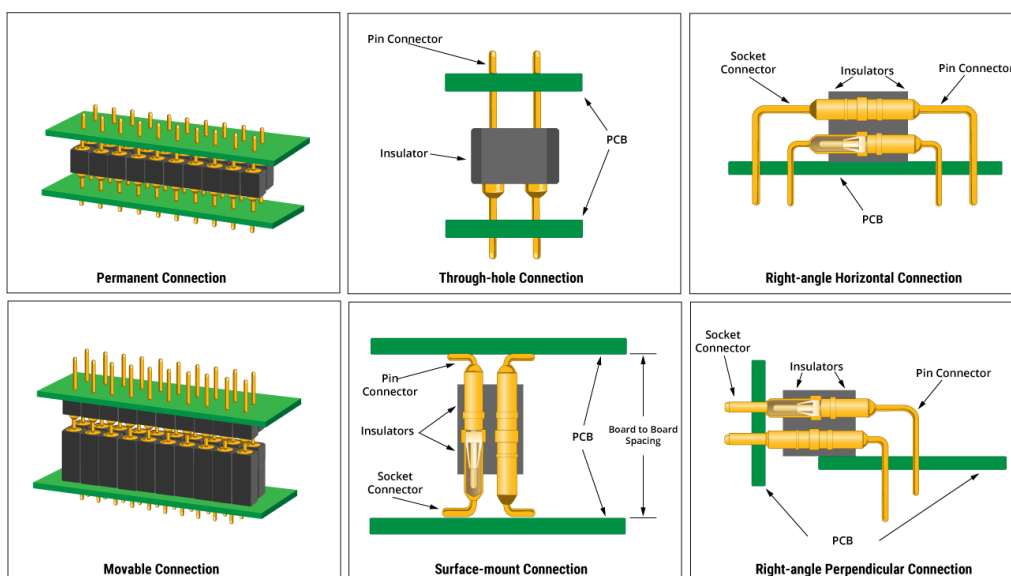 Permanent Connection
Pin Connector
Insulator
PCB
Through-hole Connection
Socket
Connector
Insulators
Pin Connector
PCB
Right-angle Horizontal Connection
Movable Connection
Pin
Connector
Insulators
Socket
Connector
PCB
Board to Board
Spacing
Surface-mount Connection
Socket
Connector
Insulators
Pin Connector
PCB
Right-angle Perpendicular Connection